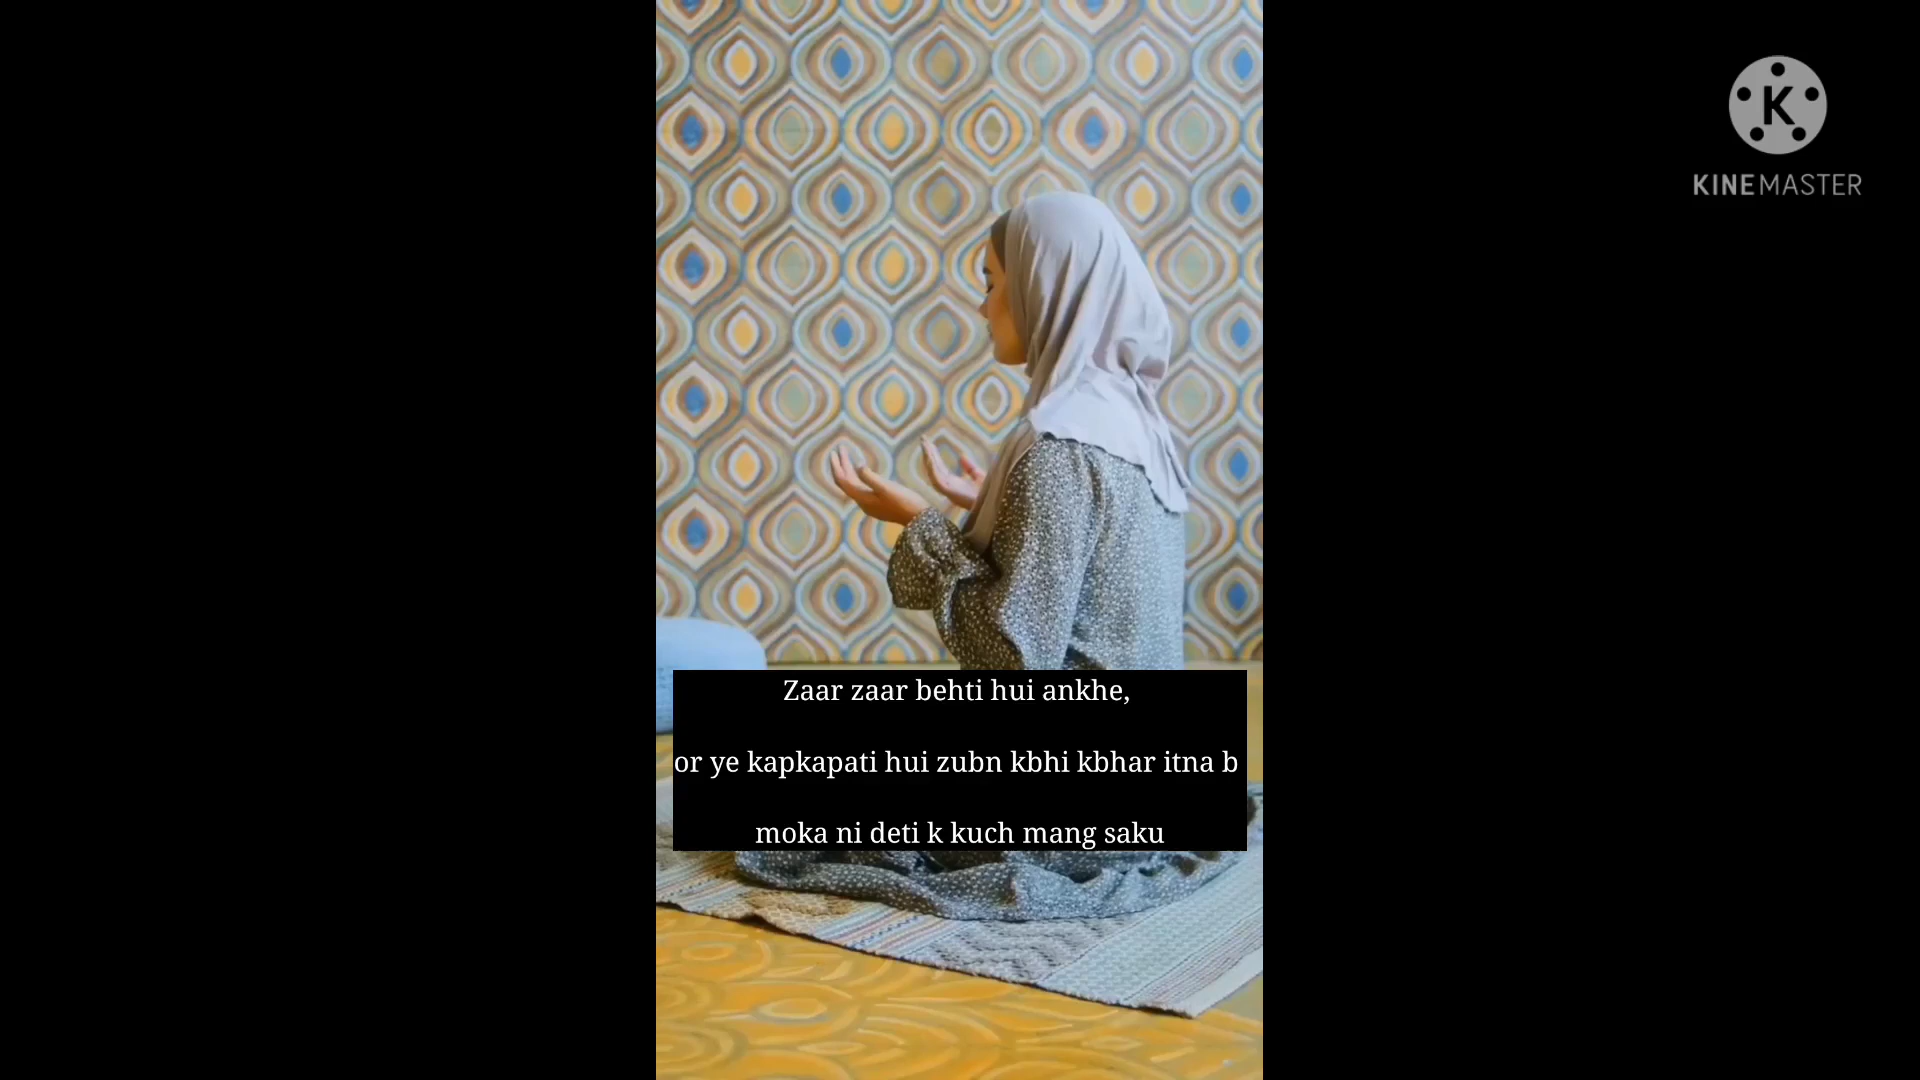 K
KINEMASTER
Zaar zaar behti hui ankhe,
or ye kapkapati hui zubn kbhi kbhar itna b
moka ni deti k kuch mang saku